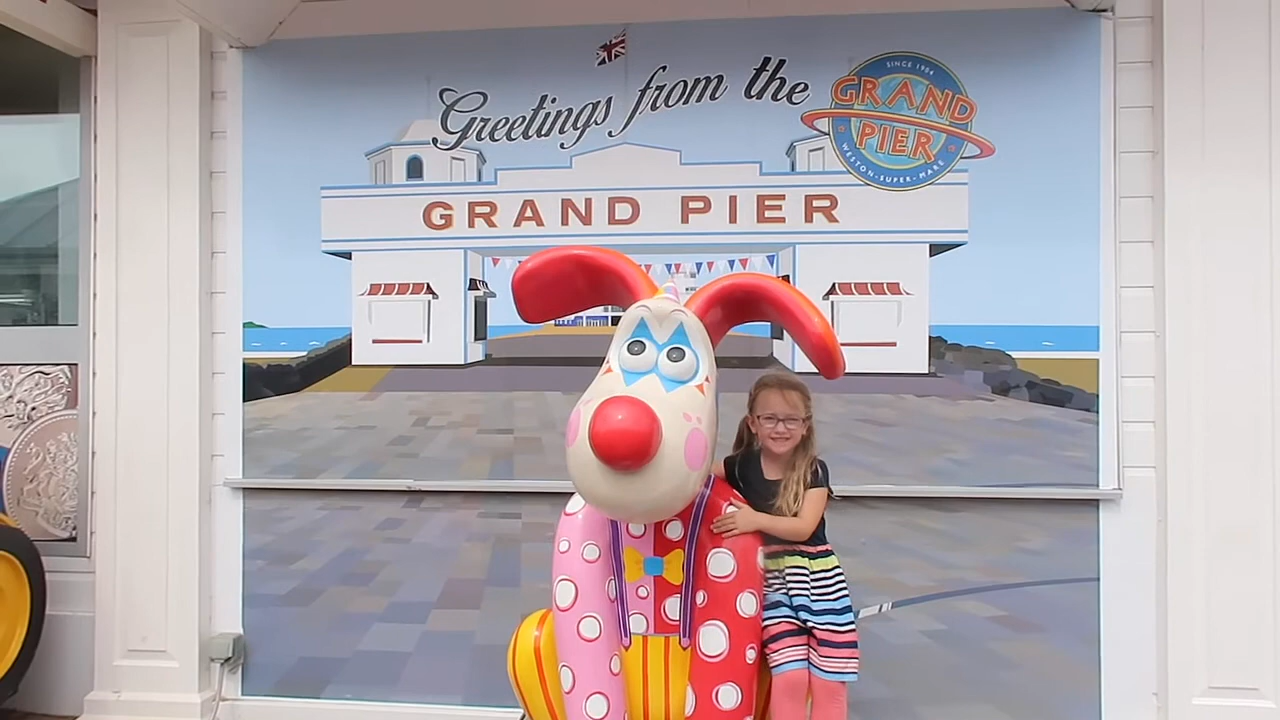 Greetings from the
SINCE 1904
GRAND
PIER
WESTON-SUPER-MARE
GRAND PIER